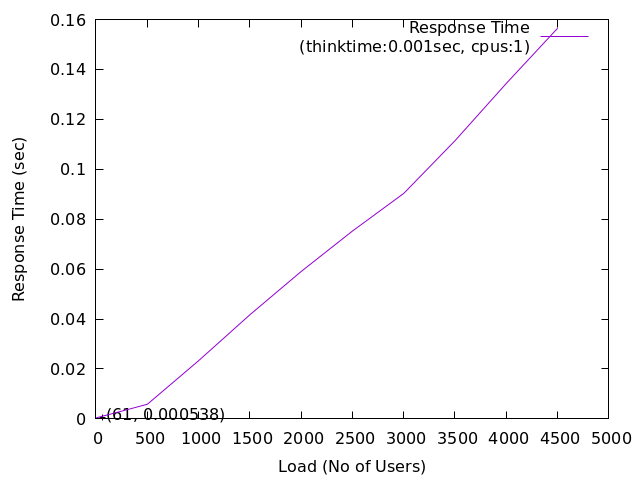 Response Time
(thinktime:0.001sec, cpus:1)
0.16
0.14
0.12
0.1
0.08
0.06
0.04
0.02
0
Response Time (sec)
(61, 0.000538)
0 500 1000 1500 2000 2500 3000 3500 4000 4500 5000
Load (No of Users)